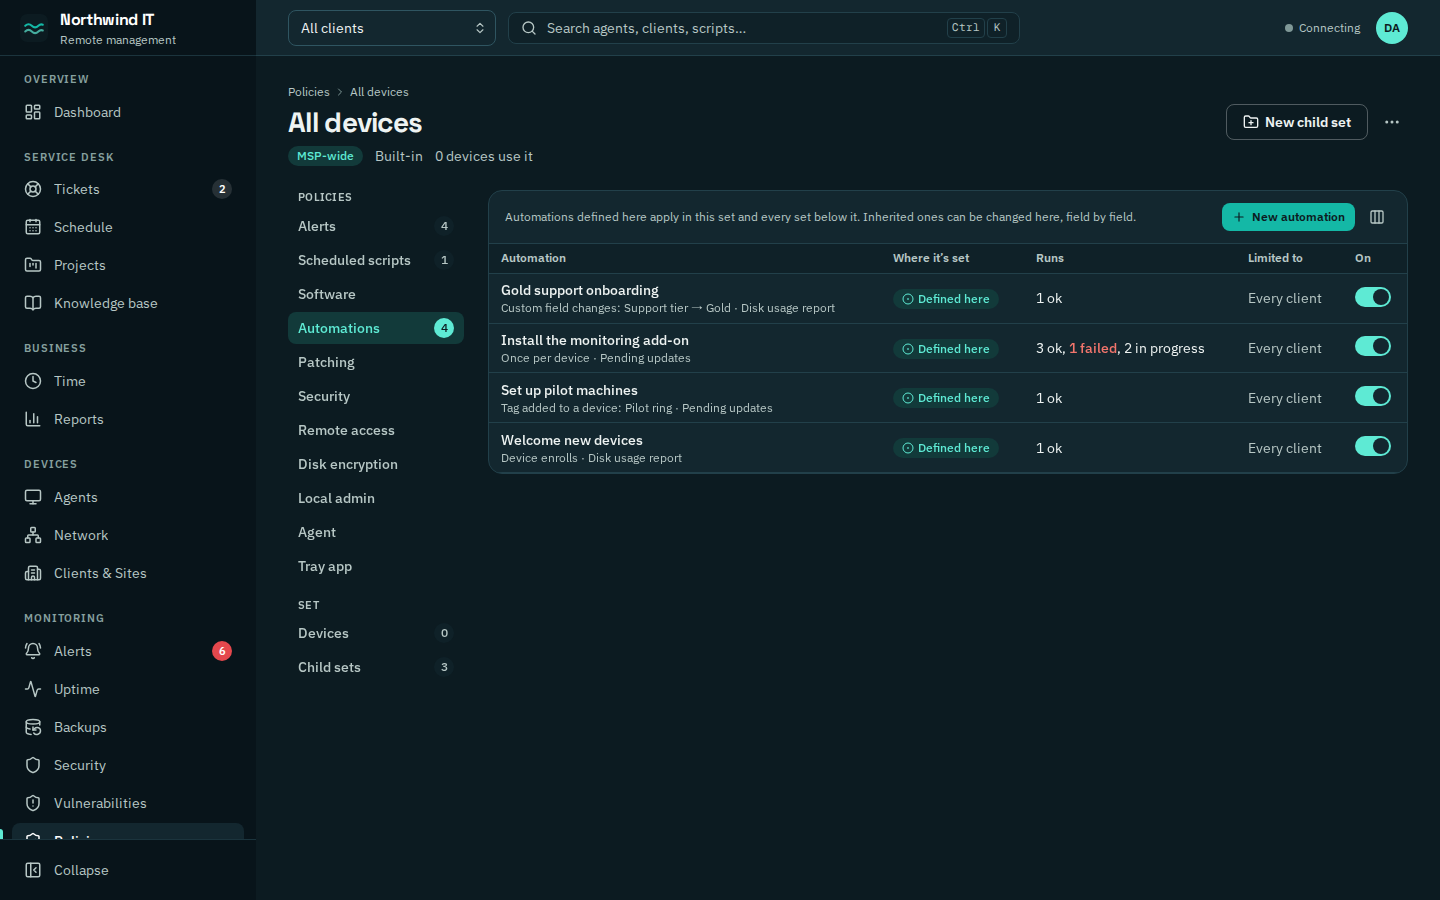 Northwind IT
Remote management
All clients
Search agents, clients, scripts...
Ctrl K
Connecting
DA
OVERVIEW
Dashboard
SERVICE DESK
Tickets 2
Schedule
Projects
Knowledge base
BUSINESS
Time
Reports
DEVICES
Agents
Network
Clients & Sites
MONITORING
Alerts 6
Uptime
Backups
Security
Vulnerabilities
Collapse
Policies > All devices
All devices
MSP-wide Built-in 0 devices use it
New child set
POLICIES
Alerts 4
Scheduled scripts 1
Software
Automations 4
Patching
Security
Remote access
Disk encryption
Local admin
Agent
Tray app
SET
Devices 0
Child sets 3
Automations defined here apply in this set and every set below it. Inherited ones can be changed here, field by field.
New automation
Automation Where it's set Runs Limited to On
Gold support onboarding
Custom field changes: Support tier → Gold · Disk usage report
Defined here 1 ok Every client
Install the monitoring add-on
Once per device · Pending updates
Defined here 3 ok, 1 failed, 2 in progress Every client
Set up pilot machines
Tag added to a device: Pilot ring · Pending updates
Defined here 1 ok Every client
Welcome new devices
Device enrolls · Disk usage report
Defined here 1 ok Every client